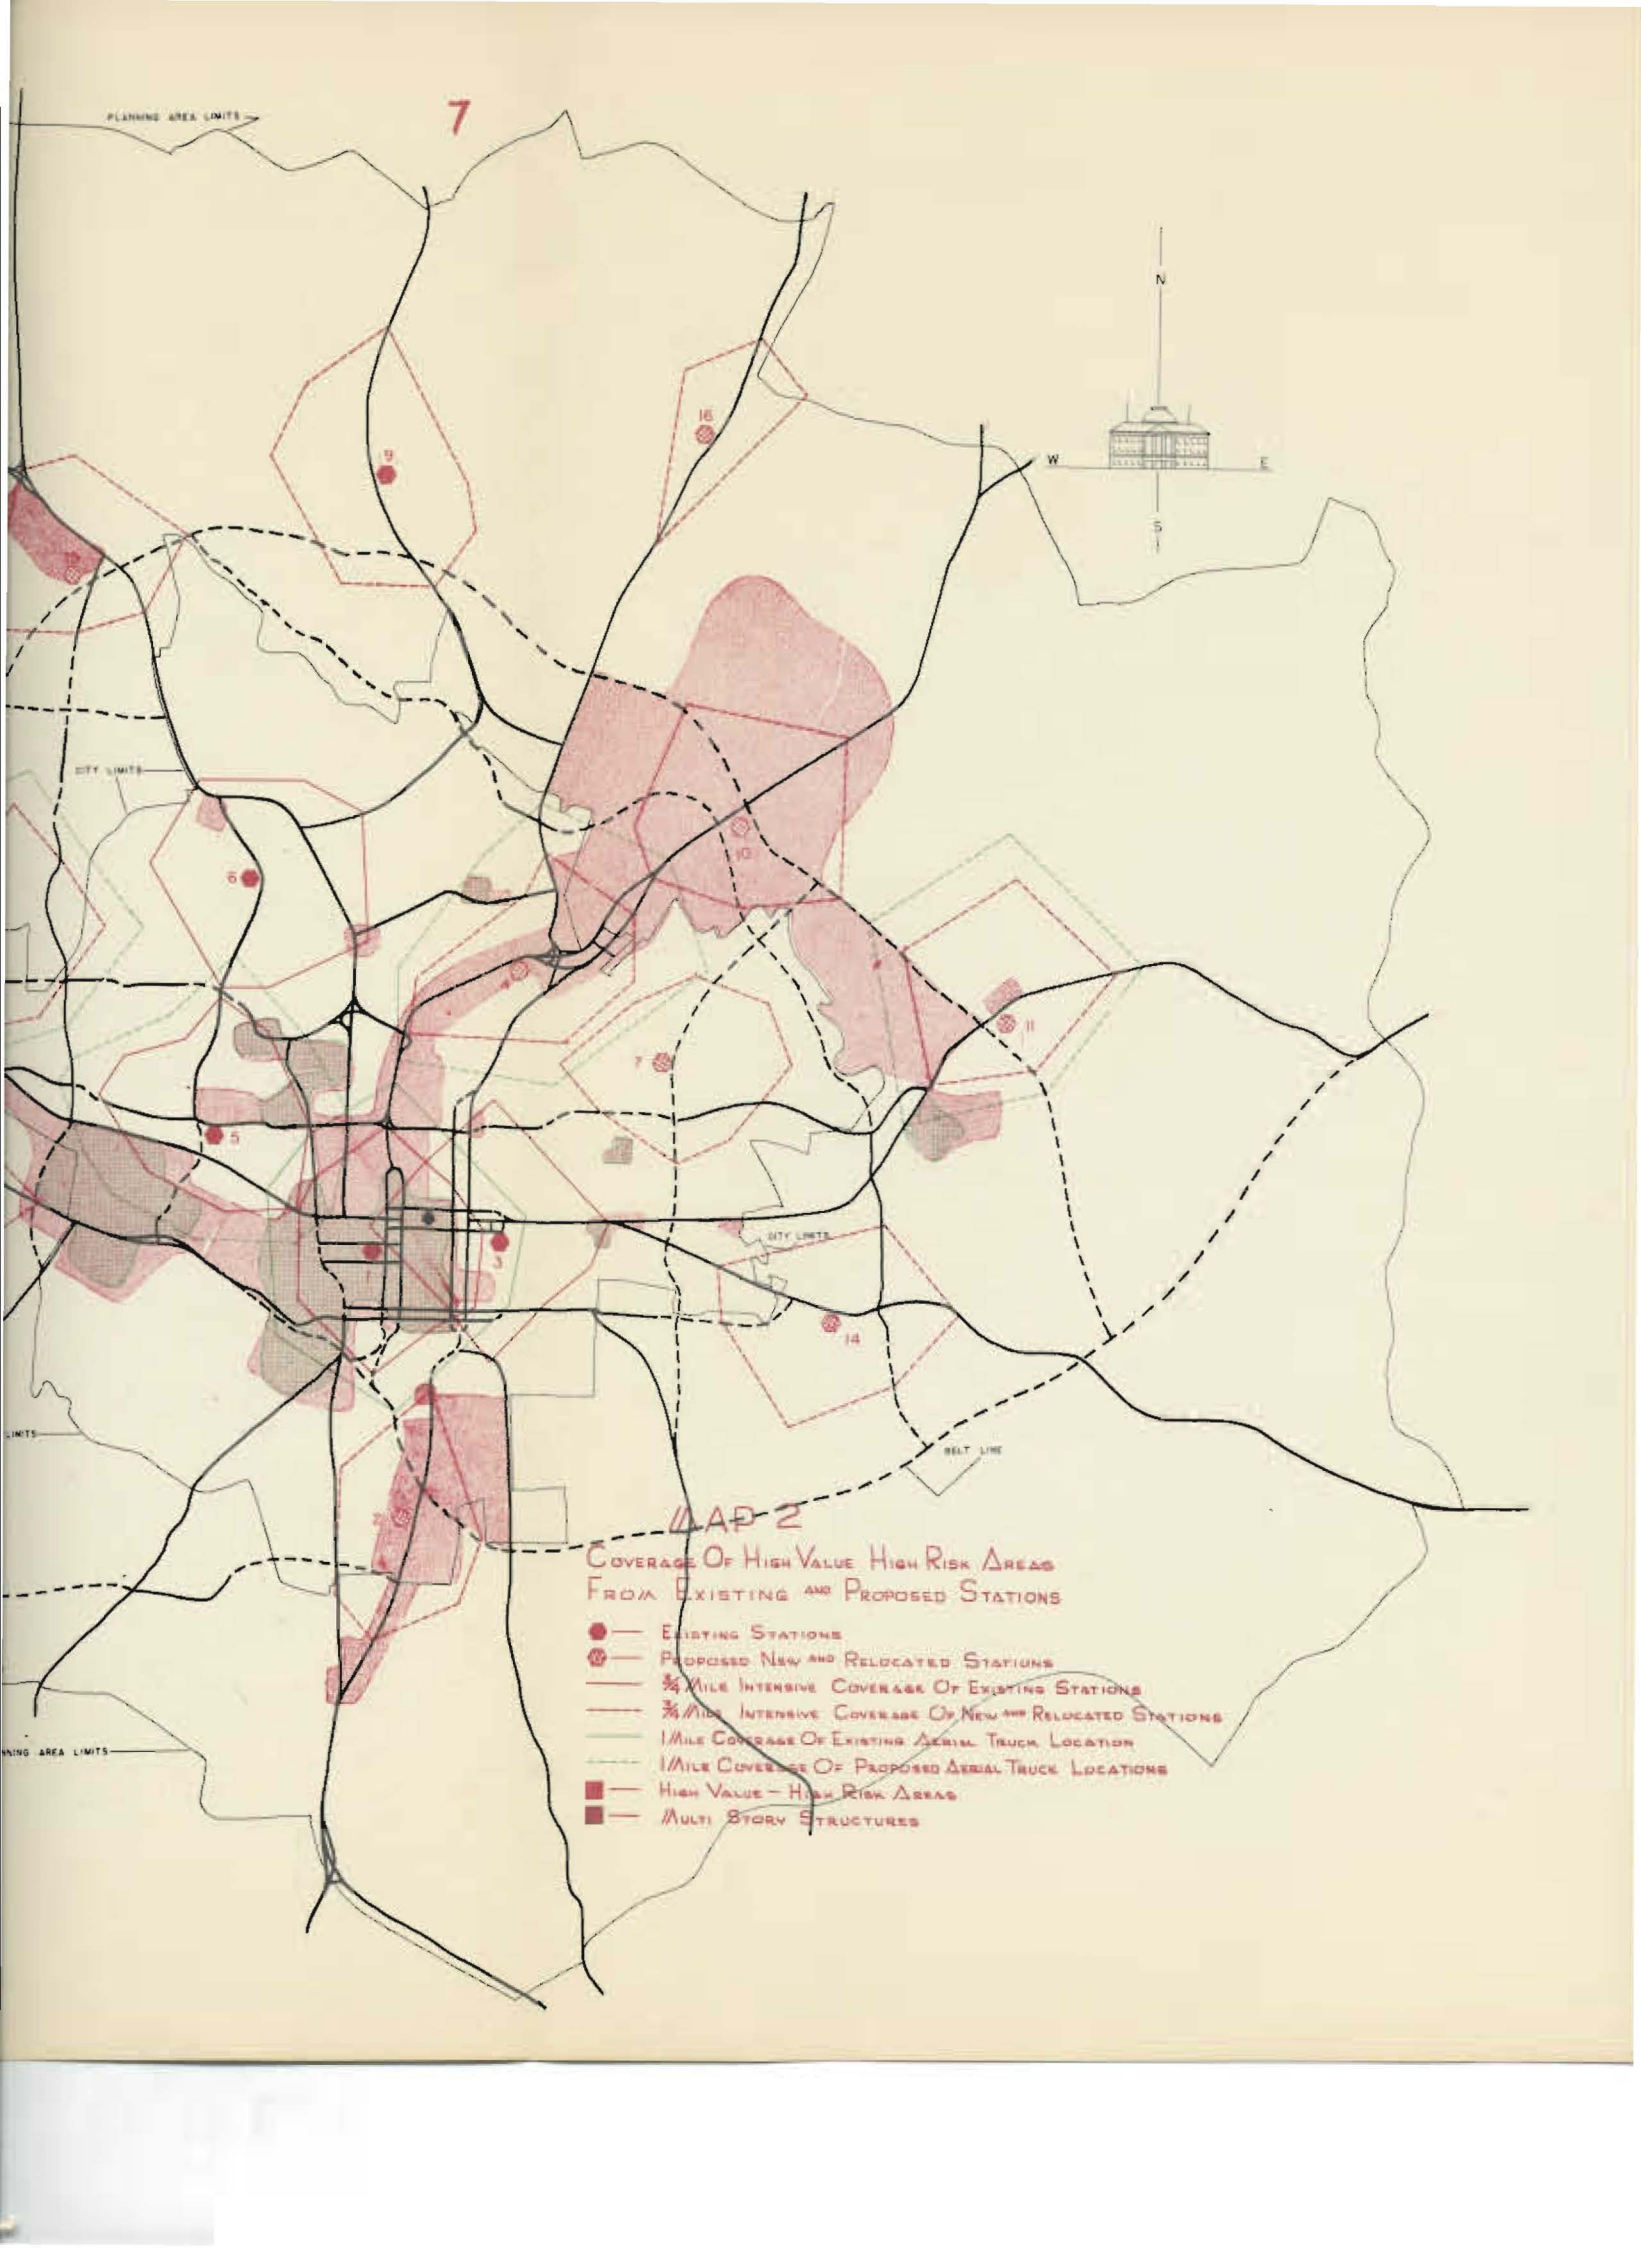 7
PLANNING AREA LIMITS
N
W
E
S
16
9
15
CITY LIMITS
6
10
4
11
7
5
3
1
CITY LIMITS
14
LIMITS
BELT LINE
2
MAP 2
COVERAGE OF HIGH VALUE HIGH RISK AREAS
FROM EXISTING AND PROPOSED STATIONS
EXISTING STATIONS
PROPOSED NEW AND RELOCATED STATIONS
¾ MILE INTENSIVE COVERAGE OF EXISTING STATIONS
¾ MILE INTENSIVE COVERAGE OF NEW AND RELOCATED STATIONS
1 MILE COVERAGE OF EXISTING AERIAL TRUCK LOCATION
1 MILE COVERAGE OF PROPOSED AERIAL TRUCK LOCATIONS
NNING AREA LIMITS
HIGH VALUE - HIGH RISK AREAS
MULTI STORY STRUCTURES